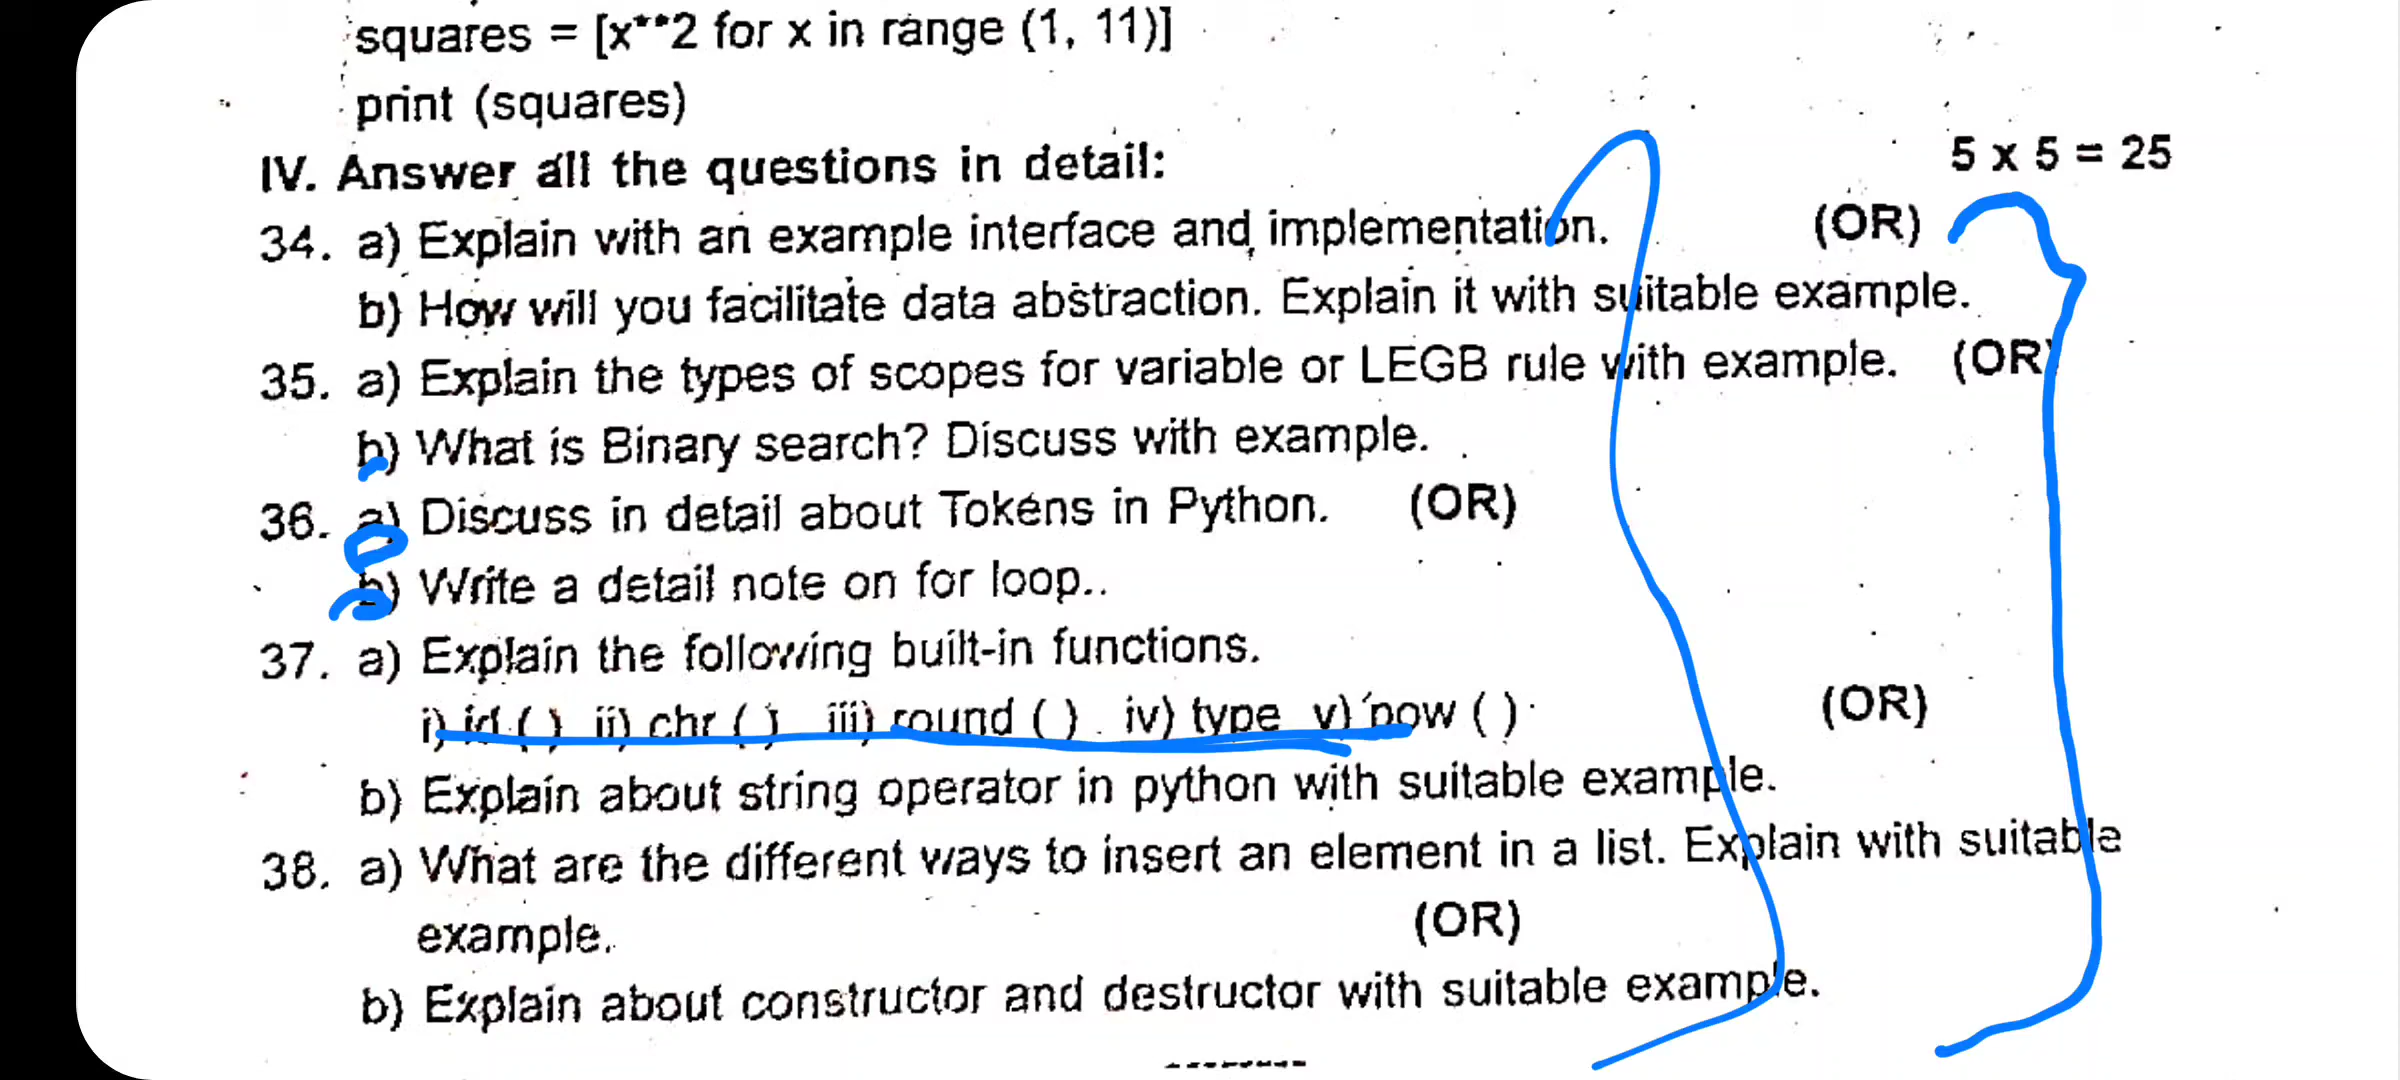 squares = [x**2 for x in range (1, 11)]
print (squares)
IV. Answer all the questions in detail: 5 x 5 = 25
34. a) Explain with an example interface and implementation. (OR)
b) How will you facilitate data abstraction. Explain it with suitable example.
35. a) Explain the types of scopes for variable or LEGB rule with example. (OR)
b) What is Binary search? Discuss with example.
36. a) Discuss in detail about Tokens in Python. (OR)
b) Write a detail note on for loop..
37. a) Explain the following built-in functions.
i) id ( ) ii) chr ( ) iii) round ( ) iv) type v) pow ( ) (OR)
b) Explain about string operator in python with suitable example.
38. a) What are the different ways to insert an element in a list. Explain with suitable
example. (OR)
b) Explain about constructor and destructor with suitable example.
---------